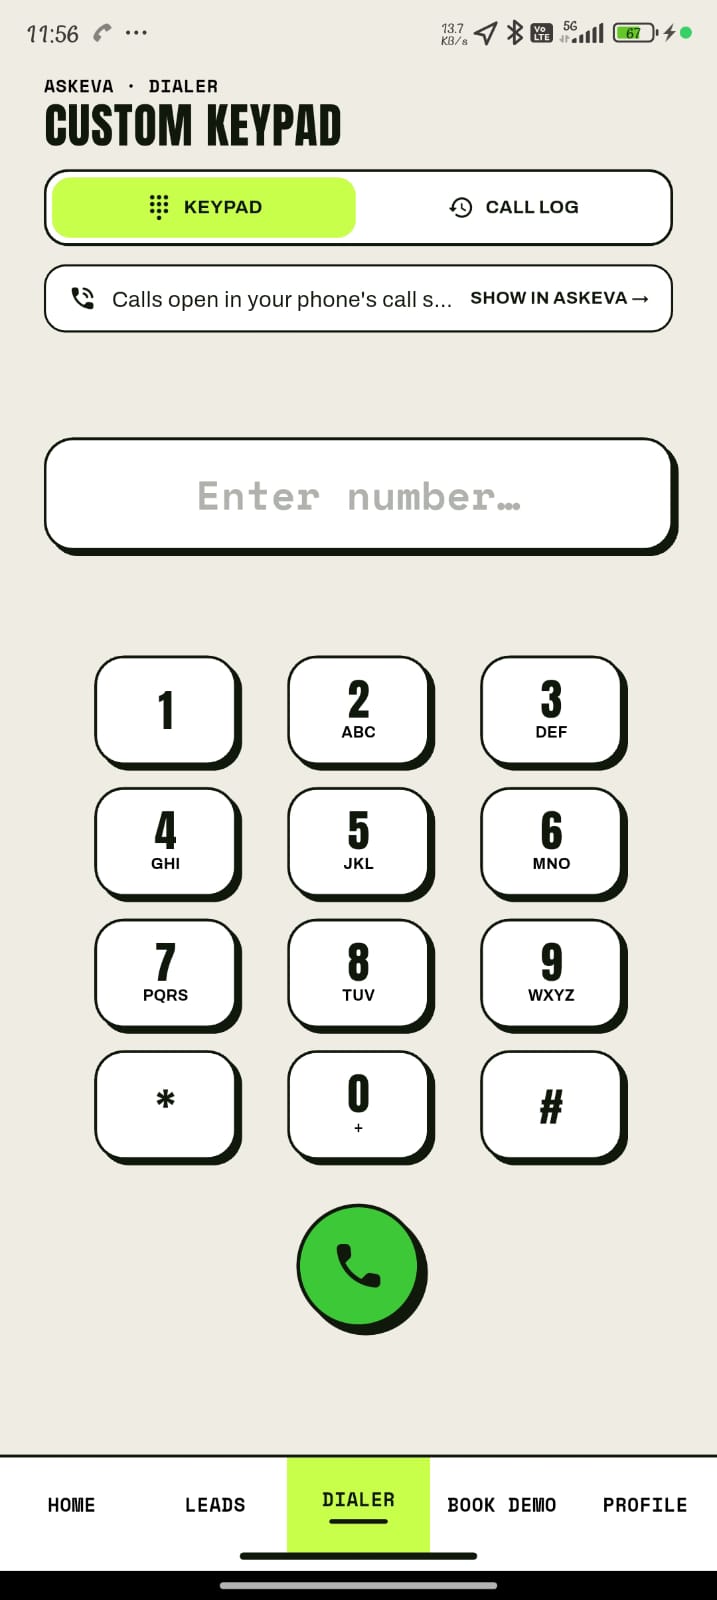 11:56 ...
13.7 KB/s Vo LTE 5G 67
ASKEVA · DIALER
CUSTOM KEYPAD
KEYPAD CALL LOG
Calls open in your phone's call s... SHOW IN ASKEVA →
Enter number…
1 2 3
ABC DEF
4 5 6
GHI JKL MNO
7 8 9
PQRS TUV WXYZ
* 0 #
+
HOME LEADS DIALER BOOK DEMO PROFILE